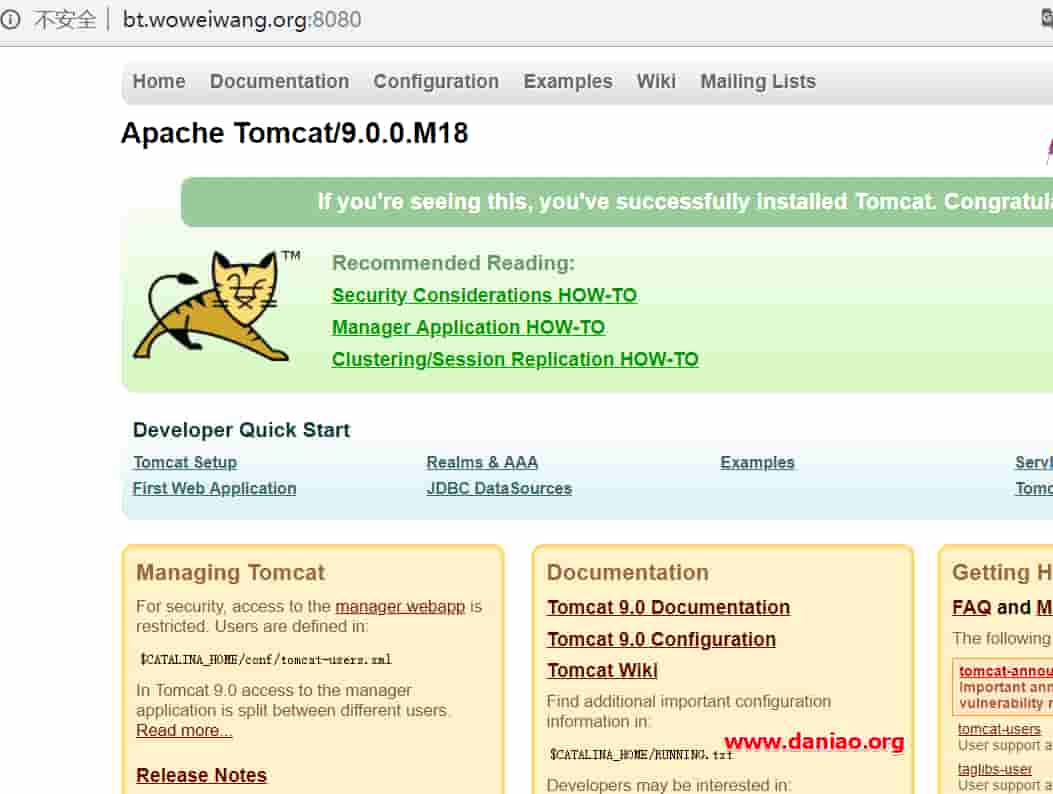 不安全 bt.woweiwang.org:8080
Home Documentation Configuration Examples Wiki Mailing Lists
Apache Tomcat/9.0.0.M18
If you're seeing this, you've successfully installed Tomcat.
TM
Recommended Reading:
Security Considerations HOW-TO
Manager Application HOW-TO
Clustering/Session Replication HOW-TO
Developer Quick Start
Tomcat Setup
First Web Application
Realms & AAA
JDBC DataSources
Examples
Managing Tomcat
For security, access to the manager webapp is
restricted. Users are defined in:
$CATALINA_HOME/conf/tomcat-users.xml
In Tomcat 9.0 access to the manager
application is split between different users.
Read more...
Release Notes
Documentation
Tomcat 9.0 Documentation
Tomcat 9.0 Configuration
Tomcat Wiki
Find additional important configuration
information in:
$CATALINA_HOME/RUNNING.txt
www.daniao.org
Developers may be interested in:
Getting
FAQ and
The following
Important
vulnerability
tomcat-users
User support
taglibs-user
User support